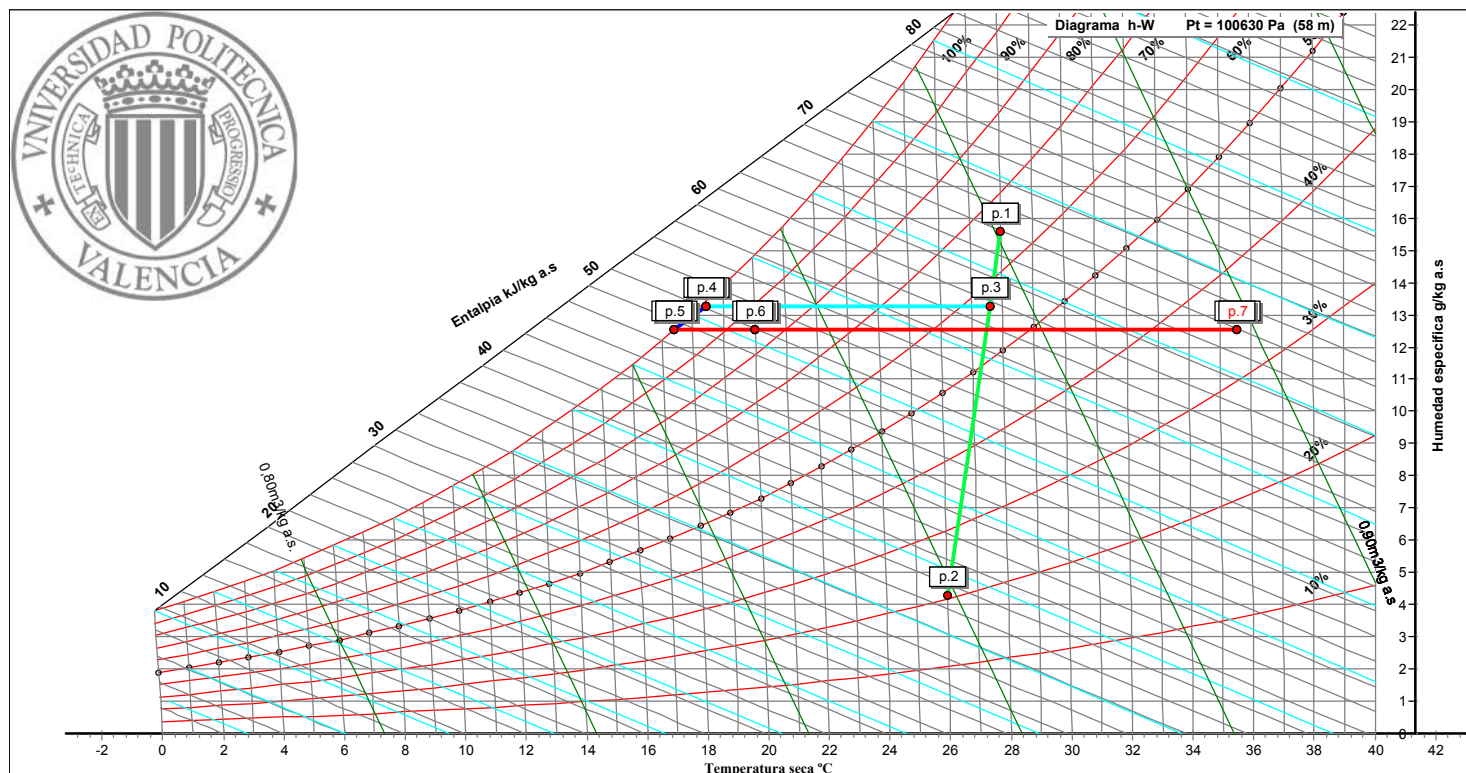 Diagrama h-W Pt = 100630 Pa (58 m)
VNIVERSIDAD POLITECNICA
EX TECHNICA
PROGRESSIO
VALENCIA
Entalpia kJ/kg a.s
10
20
30
40
50
60
70
80
100%
90%
80%
70%
60%
40%
30%
20%
10%
0,80m3/kg a.s.
0,90m3/kg a.s
p.1
p.2
p.3
p.4
p.5
p.6
p.7
22
21
20
19
18
17
16
15
14
13
12
11
10
9
8
7
6
5
4
3
2
1
0
Humedad especifica g/kg a.s
-2 0 2 4 6 8 10 12 14 16 18 20 22 24 26 28 30 32 34 36 38 40 42
Temperatura seca ºC